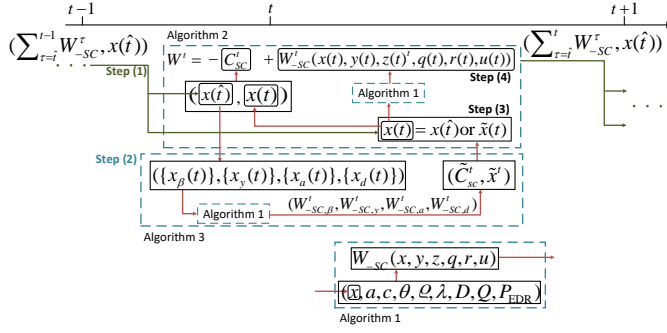 t−1 t t+1
(∑_{τ=t̂}^{t−1} W_{−SC}^τ, x(t̂)) (∑_{τ=t̂}^{t} W_{−SC}^τ, x(t̂))
Algorithm 2
W^t = − C_{SC}^t + W_{−SC}^t(x(t), y(t), z(t)^t, q(t), r(t), u(t))
Step (1)
Step (4)
(x(t̂), x(t))
Algorithm 1
Step (3)
x(t) = x(t̂) or x̃(t)
Step (2)
({x_β(t)},{x_y(t)},{x_a(t)},{x_d(t)}) (C̃_{sc}^t, x̃^t)
(W_{−SC,β}^t, W_{−SC,y}^t, W_{−SC,a}^t, W_{−SC,d}^t)
Algorithm 1
Algorithm 3
W_{−SC}(x, y, z, q, r, u)
(x, a, c, θ, ϱ, λ, D, Q, P_{EDR})
Algorithm 1